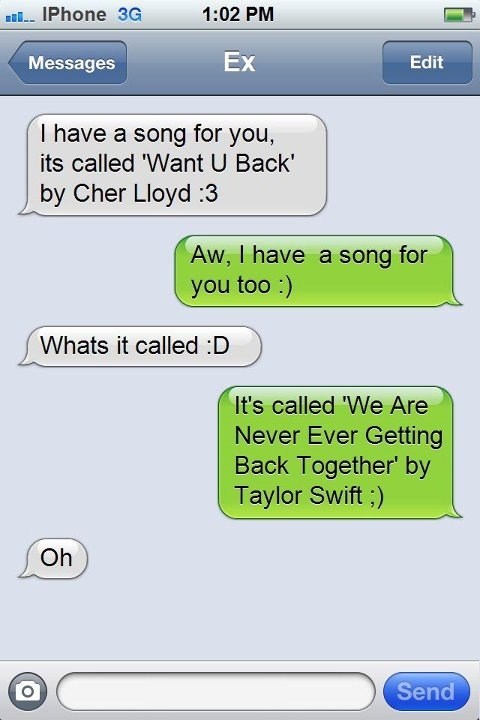 IPhone 3G 1:02 PM
Messages Ex Edit
I have a song for you,
its called 'Want U Back'
by Cher Lloyd :3
Aw, I have a song for
you too :)
Whats it called :D
It's called 'We Are
Never Ever Getting
Back Together' by
Taylor Swift ;)
Oh
Send